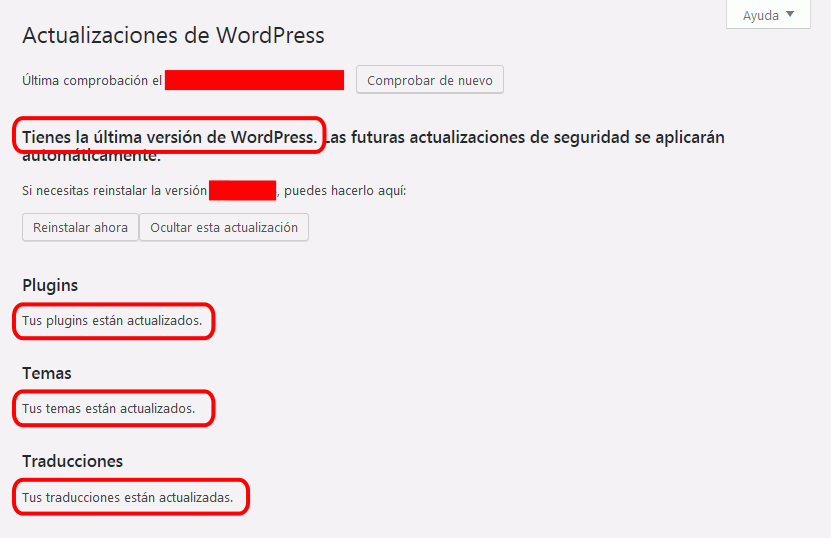 Ayuda
Actualizaciones de WordPress
Última comprobación el
Comprobar de nuevo
Tienes la última versión de WordPress. Las futuras actualizaciones de seguridad se aplicarán
automáticamente.
Si necesitas reinstalar la versión , puedes hacerlo aquí:
Reinstalar ahora
Ocultar esta actualización
Plugins
Tus plugins están actualizados.
Temas
Tus temas están actualizados.
Traducciones
Tus traducciones están actualizadas.